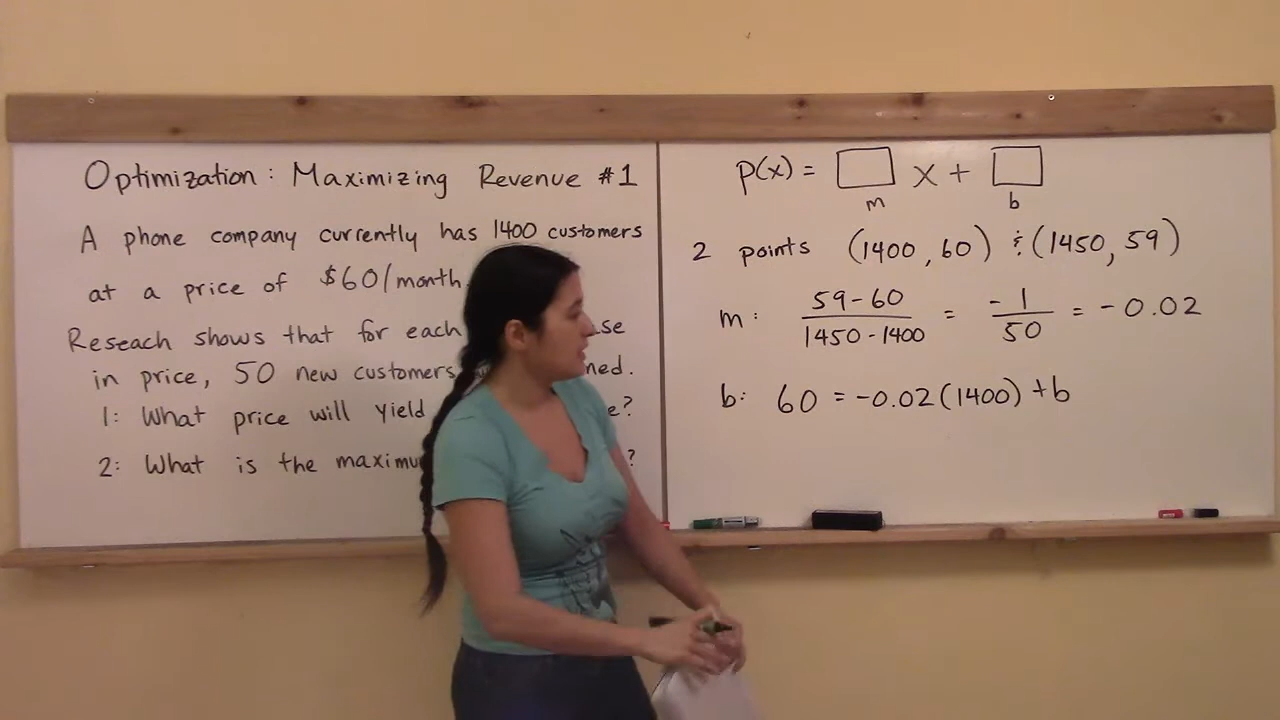 Optimization: Maximizing Revenue #1
A phone company currently has 1400 customers
at a price of $60/month.
Reseach shows that for each
in price, 50 new customers
1: What price will yield
2: What is the ?
p(x) = x +
m b
2 points (1400, 60) & (1450, 59)
m: 59-60 / 1450-1400 = -1/50 = -0.02
b: 60 = -0.02(1400) + b